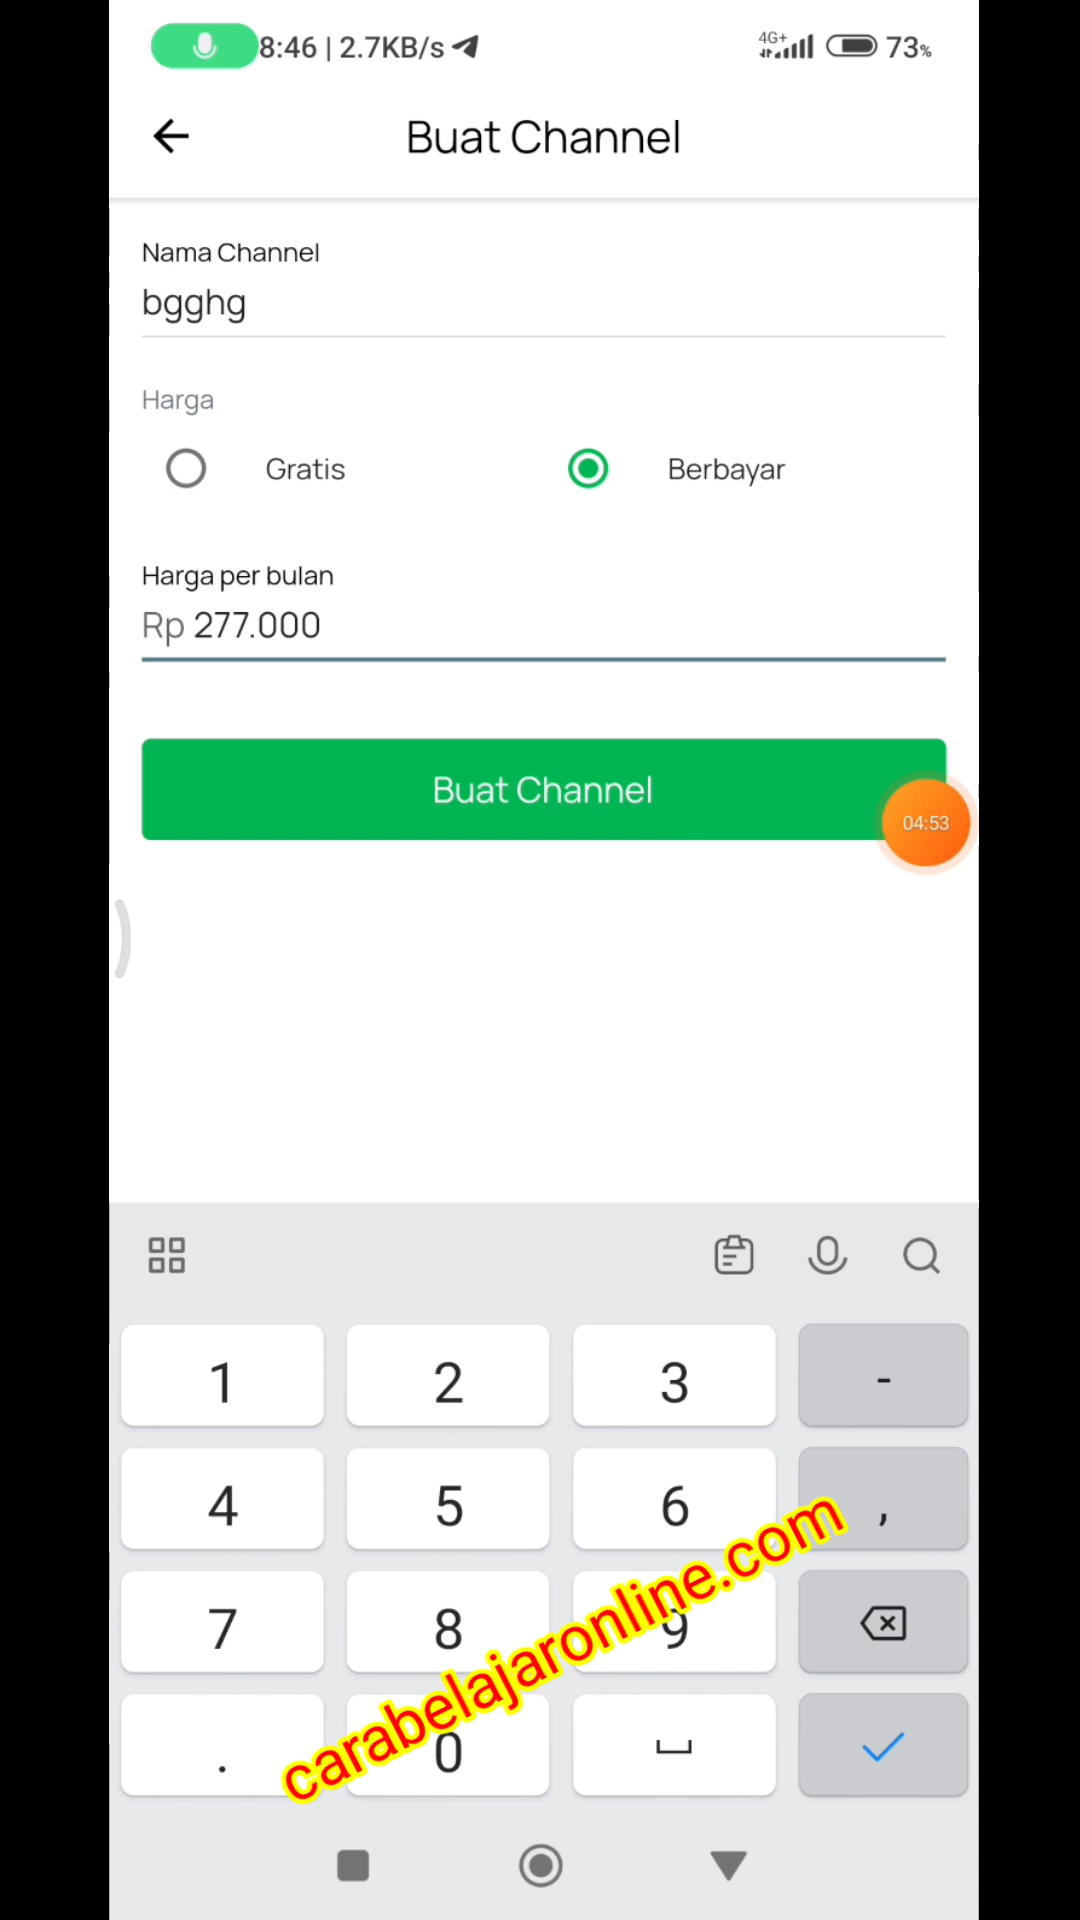 8:46 | 2.7KB/s
4G+
73%
Buat Channel
Nama Channel
bgghg
Harga
Gratis
Berbayar
Harga per bulan
Rp 277.000
Buat Channel
04:53
1 2 3 -
4 5 6 ,
7 8 9
. 0
carabelajaronline.com